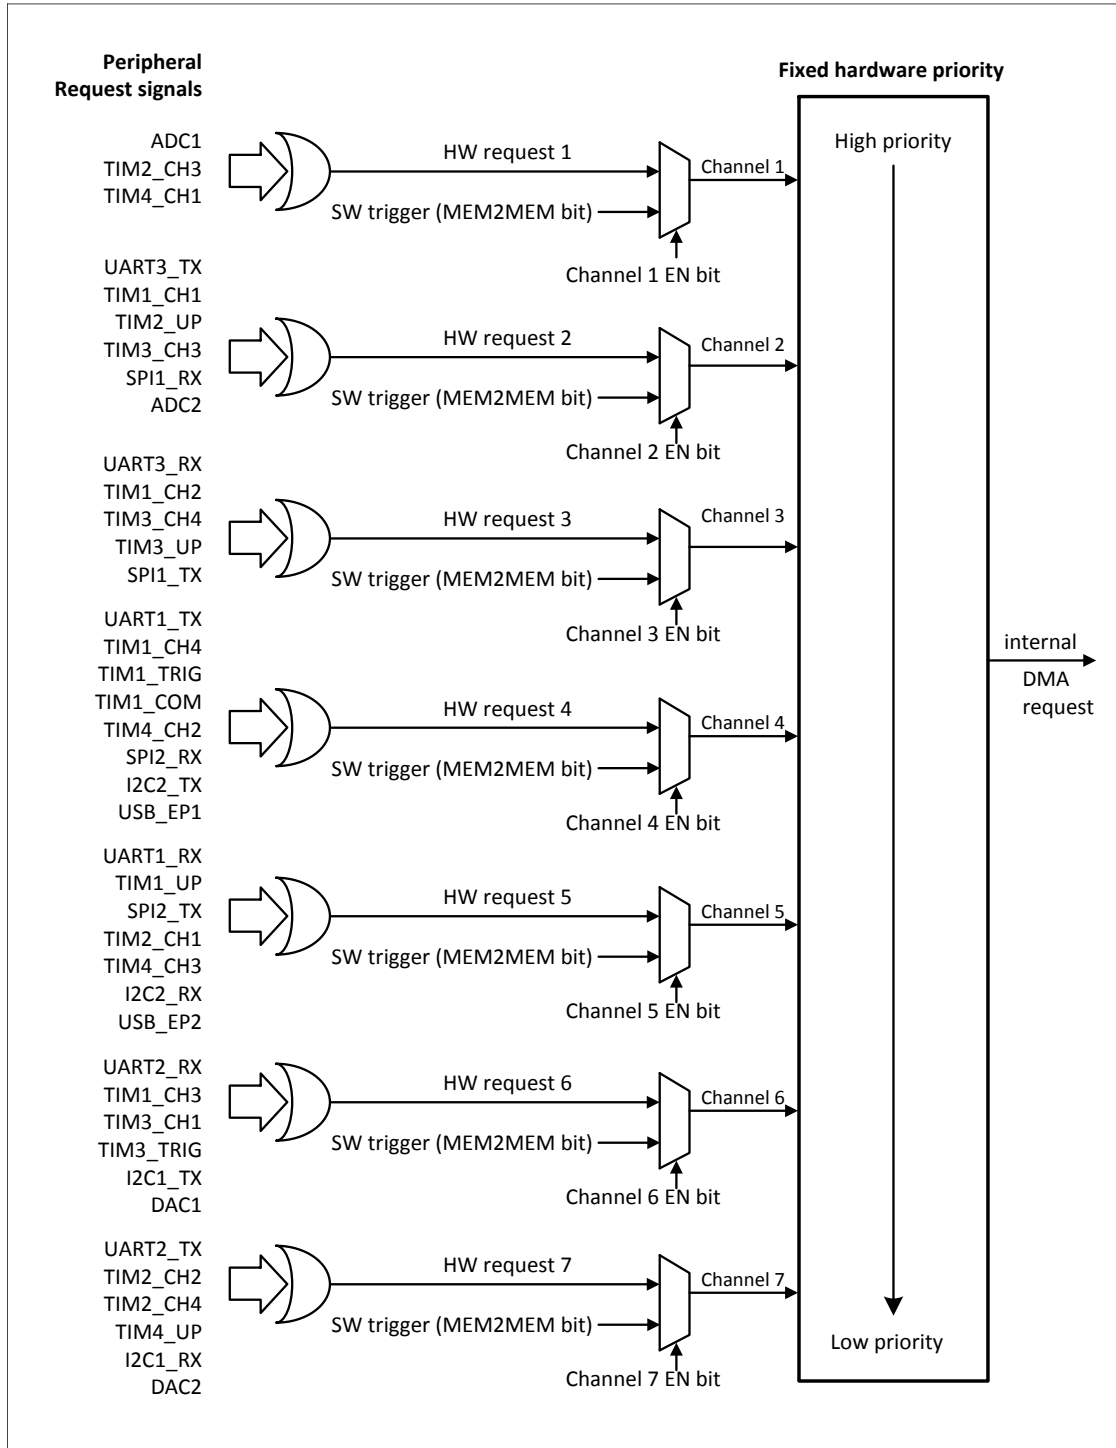 Peripheral
Request signals
Fixed hardware priority
ADC1
TIM2_CH3
TIM4_CH1
HW request 1
SW trigger (MEM2MEM bit)
Channel 1
Channel 1 EN bit
High priority
UART3_TX
TIM1_CH1
TIM2_UP
TIM3_CH3
SPI1_RX
ADC2
HW request 2
SW trigger (MEM2MEM bit)
Channel 2
Channel 2 EN bit
UART3_RX
TIM1_CH2
TIM3_CH4
TIM3_UP
SPI1_TX
HW request 3
SW trigger (MEM2MEM bit)
Channel 3
Channel 3 EN bit
UART1_TX
TIM1_CH4
TIM1_TRIG
TIM1_COM
TIM4_CH2
SPI2_RX
I2C2_TX
USB_EP1
HW request 4
SW trigger (MEM2MEM bit)
Channel 4
Channel 4 EN bit
internal
DMA
request
UART1_RX
TIM1_UP
SPI2_TX
TIM2_CH1
TIM4_CH3
I2C2_RX
USB_EP2
HW request 5
SW trigger (MEM2MEM bit)
Channel 5
Channel 5 EN bit
UART2_RX
TIM1_CH3
TIM3_CH1
TIM3_TRIG
I2C1_TX
DAC1
HW request 6
SW trigger (MEM2MEM bit)
Channel 6
Channel 6 EN bit
UART2_TX
TIM2_CH2
TIM2_CH4
TIM4_UP
I2C1_RX
DAC2
HW request 7
SW trigger (MEM2MEM bit)
Channel 7
Channel 7 EN bit
Low priority